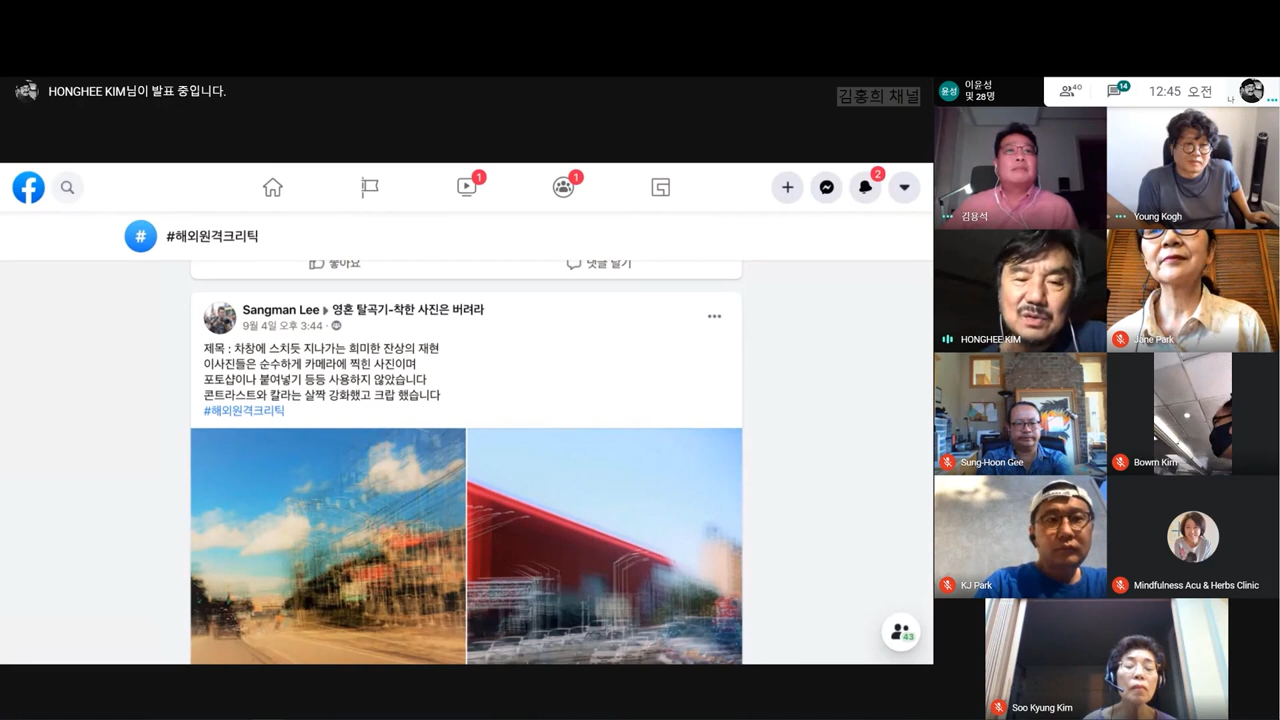 HONGHEE KIM님이 발표 중입니다.
김홍희 채널
윤성
이윤성
및 28명
40
14
12:45 오전
나
1
1
2
#해외원격크리틱
좋아요
댓글 달기
Sangman Lee ▸ 영혼 탈곡기-착한 사진은 버려라
9월 4일 오후 3:44 ·
제목 : 차창에 스치듯 지나가는 희미한 잔상의 재현
이사진들은 순수하게 카메라에 찍힌 사진이며
포토샵이나 붙여넣기 등등 사용하지 않았습니다
콘트라스트와 칼라는 살짝 강화했고 크랍 했습니다
#해외원격크리틱
43
김용석
Young Kogh
HONGHEE KIM
Jane Park
Sung-Hoon Gee
Bowm Kim
KJ Park
Mindfulness Acu & Herbs Clinic
Soo Kyung Kim